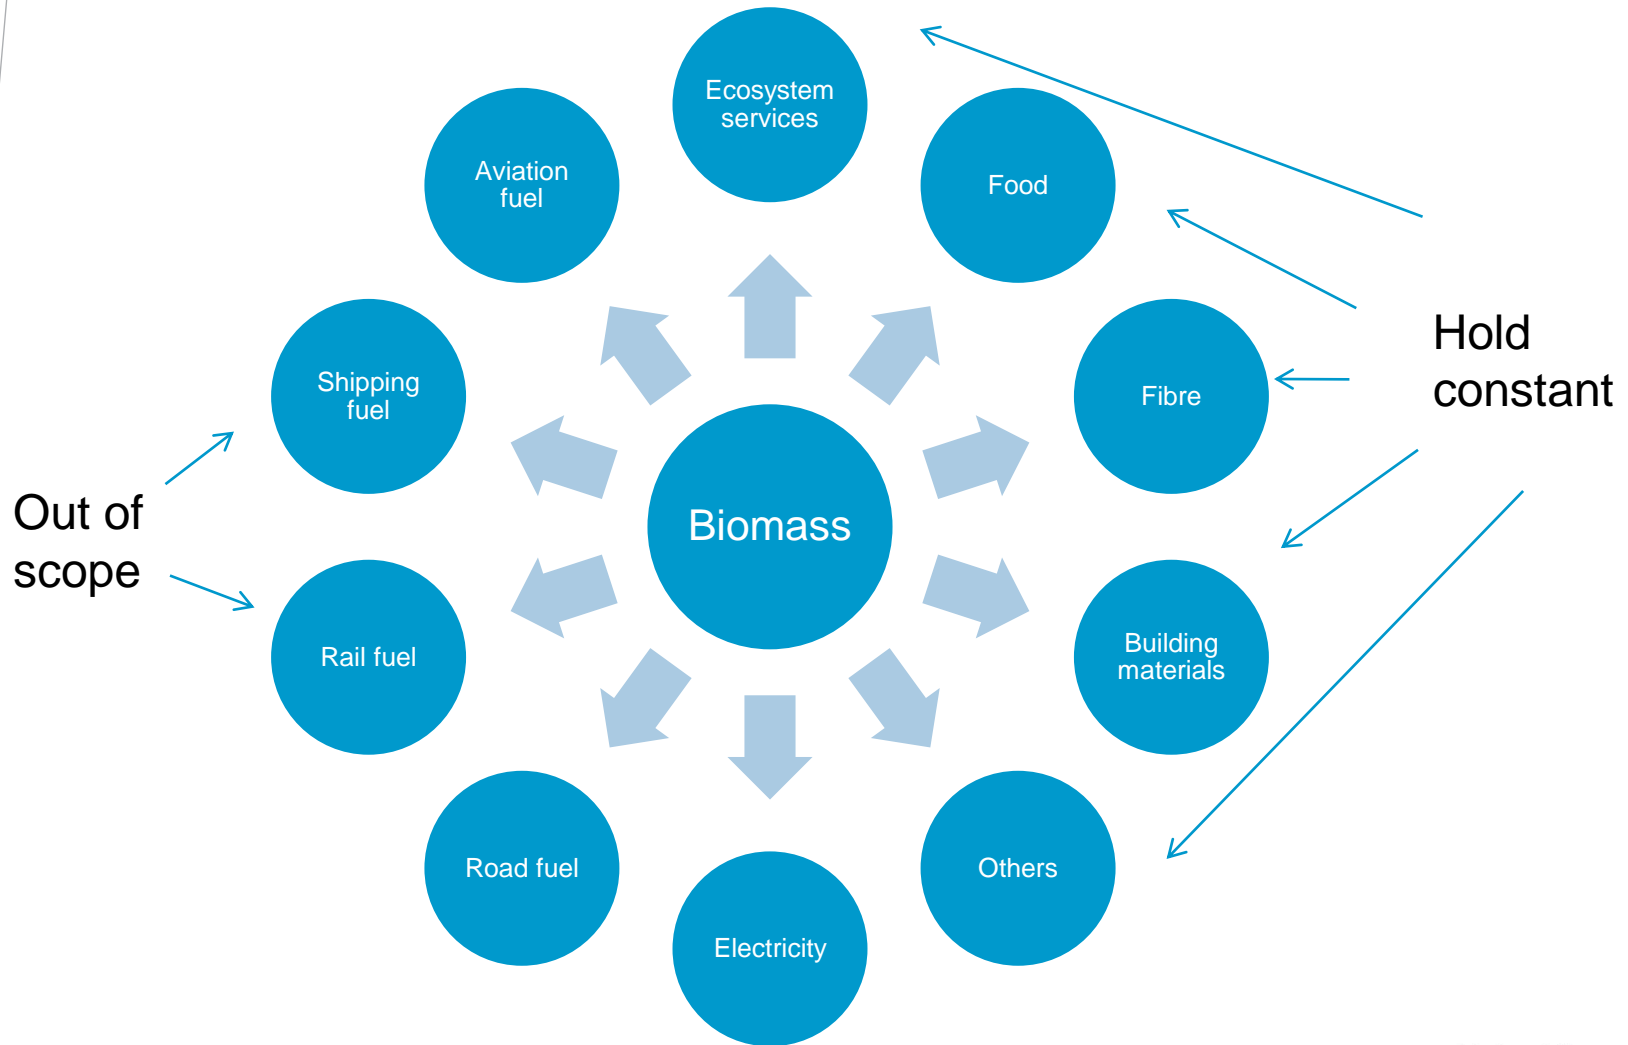 Ecosystem
services
Aviation
fuel
Food
Shipping
fuel
Fibre
Hold
constant
Out of
scope
Biomass
Rail fuel
Building
materials
Road fuel
Others
Electricity